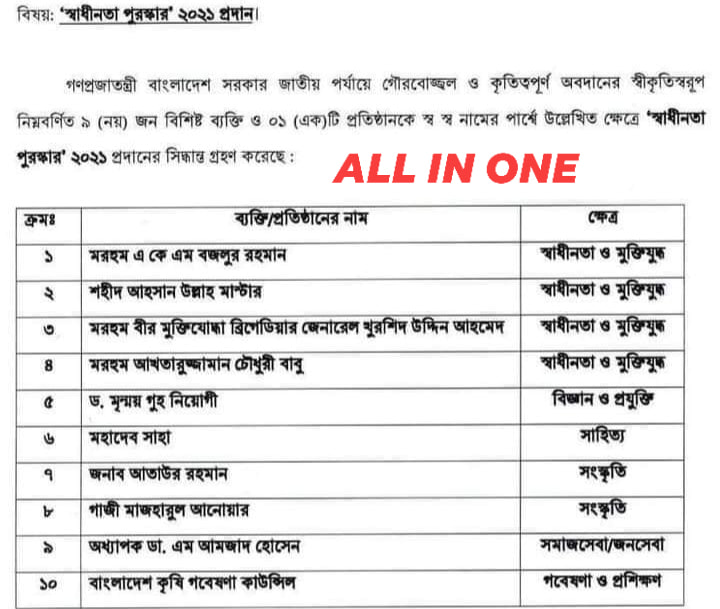 বিষয়: ‘স্বাধীনতা পুরস্কার’ ২০২১ প্রদান।
গণপ্রজাতন্ত্রী বাংলাদেশ সরকার জাতীয় পর্যায়ে গৌরবোজ্জ্বল ও কৃতিত্বপূর্ণ অবদানের স্বীকৃতিস্বরূপ
নিম্নবর্ণিত ৯ (নয়) জন বিশিষ্ট ব্যক্তি ও ০১ (এক)টি প্রতিষ্ঠানকে স্ব স্ব নামের পার্শ্বে উল্লেখিত ক্ষেত্রে ‘স্বাধীনতা
পুরস্কার’ ২০২১ প্রদানের সিদ্ধান্ত গ্রহণ করেছে :
ALL IN ONE
ক্রমঃ ব্যক্তি/প্রতিষ্ঠানের নাম ক্ষেত্র
১ মরহুম এ কে এম বজলুর রহমান স্বাধীনতা ও মুক্তিযুদ্ধ
২ শহীদ আহসান উল্লাহ মাস্টার স্বাধীনতা ও মুক্তিযুদ্ধ
৩ মরহুম বীর মুক্তিযোদ্ধা ব্রিগেডিয়ার জেনারেল খুরশিদ উদ্দিন আহমেদ স্বাধীনতা ও মুক্তিযুদ্ধ
৪ মরহুম আখতারুজ্জামান চৌধুরী বাবু স্বাধীনতা ও মুক্তিযুদ্ধ
৫ ড. মৃন্ময় গুহ নিয়োগী বিজ্ঞান ও প্রযুক্তি
৬ মহাদেব সাহা সাহিত্য
৭ জনাব আতাউর রহমান সংস্কৃতি
৮ গাজী মাজহারুল আনোয়ার সংস্কৃতি
৯ অধ্যাপক ডা. এম আমজাদ হোসেন সমাজসেবা/জনসেবা
১০ বাংলাদেশ কৃষি গবেষণা কাউন্সিল গবেষণা ও প্রশিক্ষণ